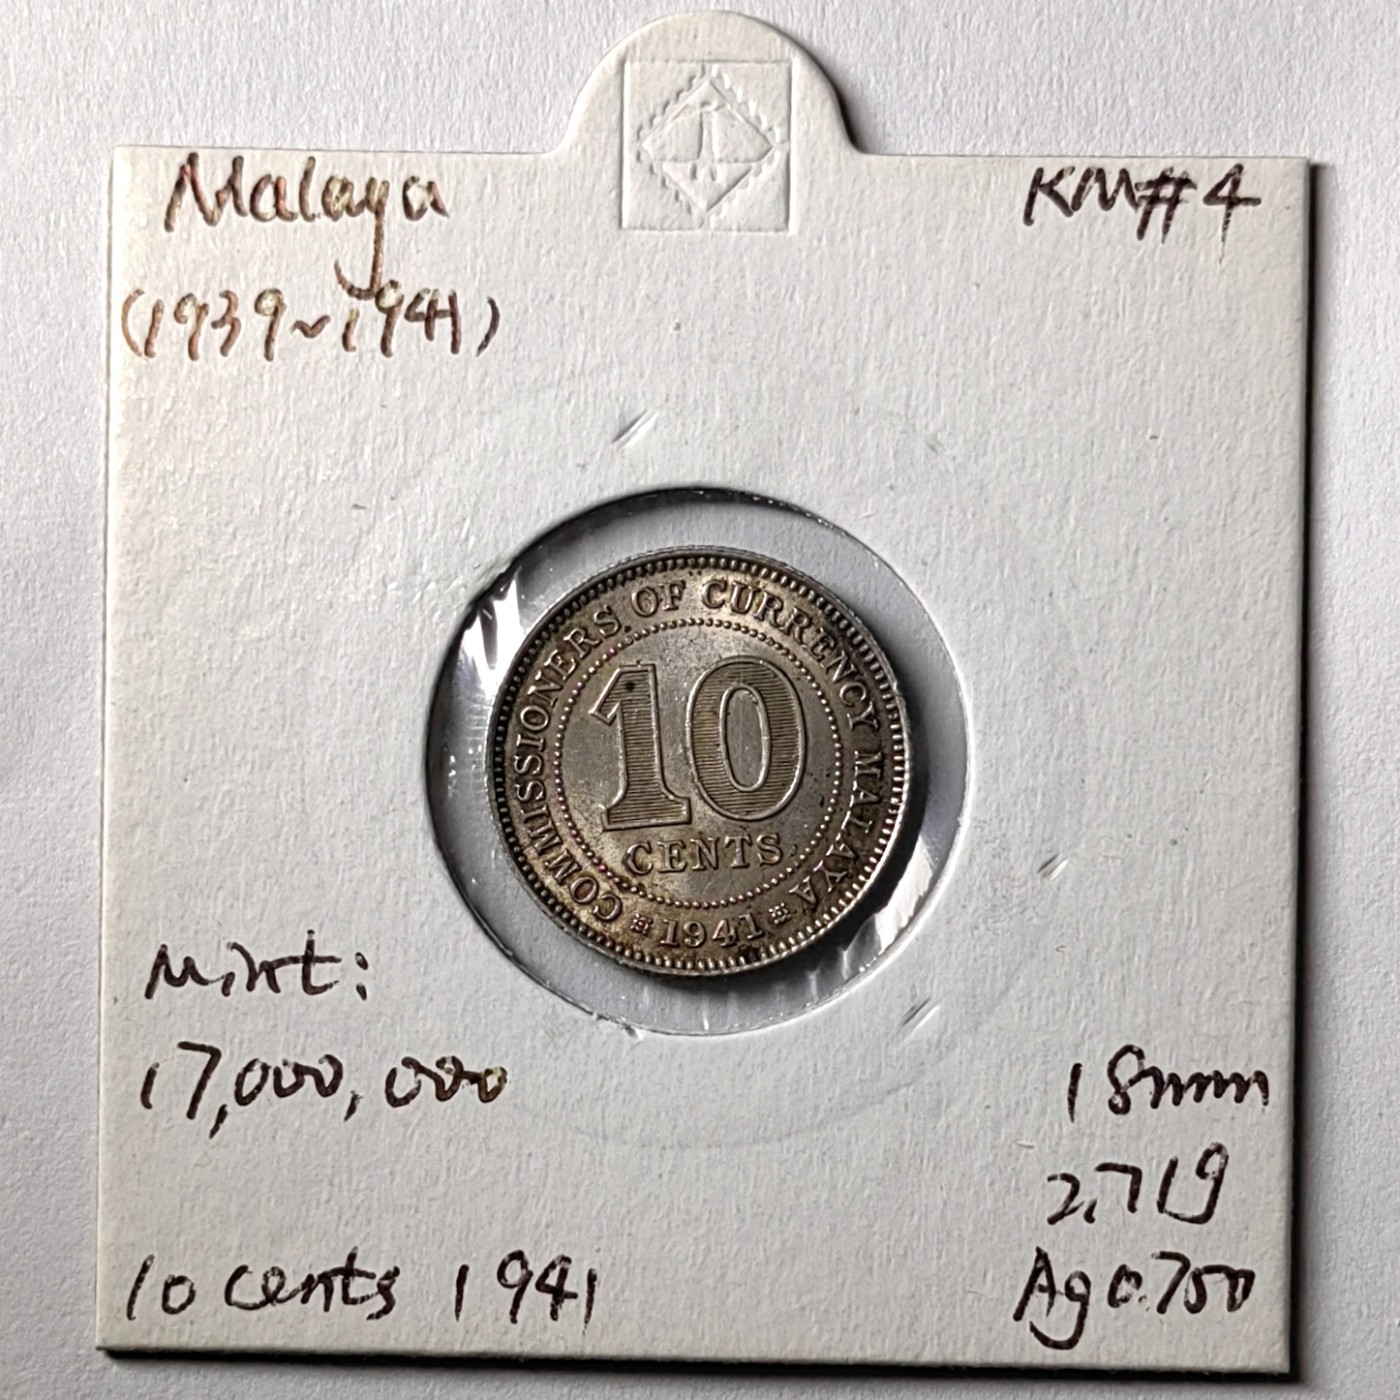 Malaya
KM#4
(1939~1941)
COMMISSIONERS OF CURRENCY MALAYA
10
CENTS
1941
Mint:
17,000,000
18mm
2.71g
10 cents 1941
Ag 0.750